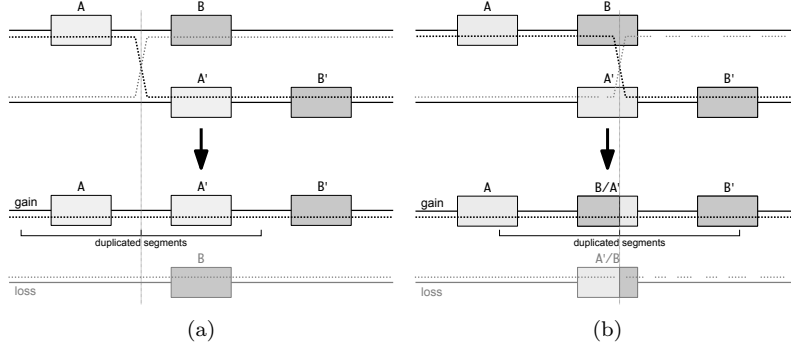 A B
A' B'
gain A A' B'
duplicated segments
B
loss
(a)
A B
A' B'
gain A B/A' B'
duplicated segments
A'/B
loss
(b)